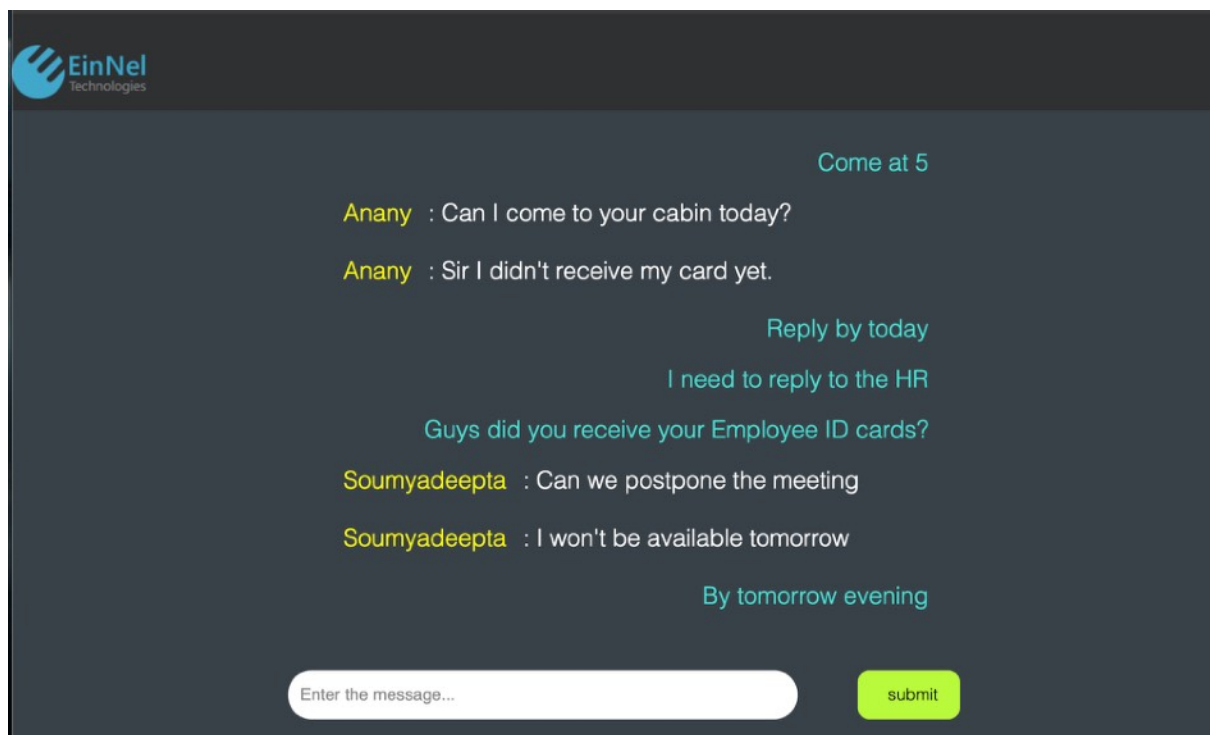 EinNel
Technologies
Come at 5
Anany : Can I come to your cabin today?
Anany : Sir I didn't receive my card yet.
Reply by today
I need to reply to the HR
Guys did you receive your Employee ID cards?
Soumyadeepta : Can we postpone the meeting
Soumyadeepta : I won't be available tomorrow
By tomorrow evening
Enter the message...
submit